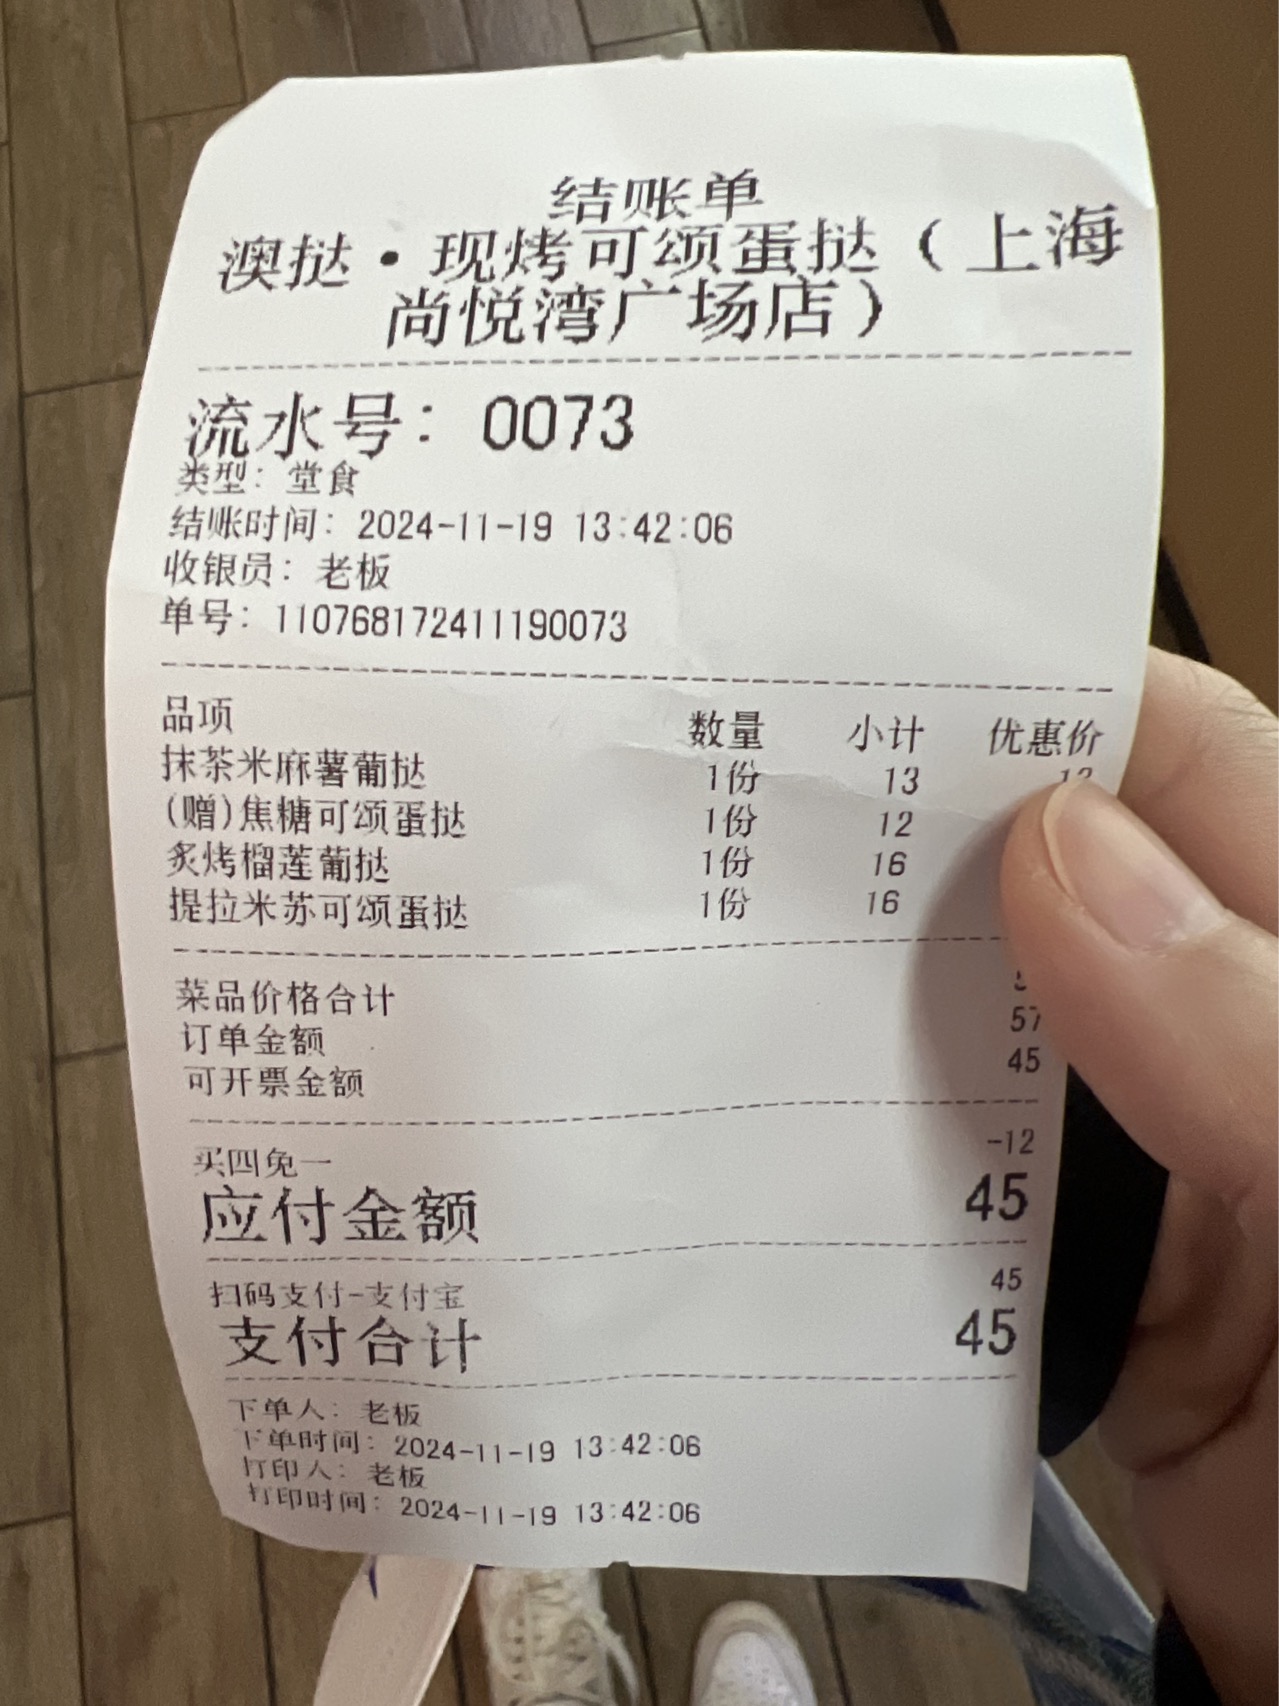 结账单
澳挞·现烤可颂蛋挞（上海
尚悦湾广场店）
流水号：0073
类型：堂食
结账时间：2024-11-19 13:42:06
收银员：老板
单号：110768172411190073
品项 数量 小计 优惠价
抹茶米麻薯葡挞 1份 13
(赠)焦糖可颂蛋挞 1份 12
炙烤榴莲葡挞 1份 16
提拉米苏可颂蛋挞 1份 16
菜品价格合计
订单金额 57
可开票金额 45
买四免一 -12
应付金额 45
扫码支付-支付宝 45
支付合计 45
下单人：老板
下单时间：2024-11-19 13:42:06
打印人：老板
打印时间：2024-11-19 13:42:06